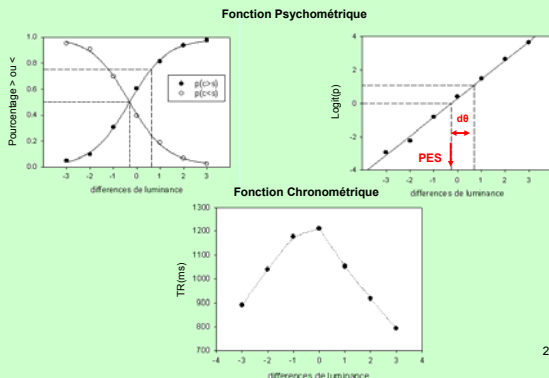 Fonction Psychométrique
Pourcentage > ou <
1.0
0.8
0.6
0.4
0.2
0.0
p(c>s)
p(c<s)
-3 -2 -1 0 1 2 3
differences de luminance
Logit(p)
4
2
0
-2
-4
dθ
PES
-3 -2 -1 0 1 2 3
differences de luminance
Fonction Chronométrique
TR(ms)
1300
1200
1100
1000
900
800
700
-4 -3 -2 -1 0 1 2 3 4
differences de luminance
2